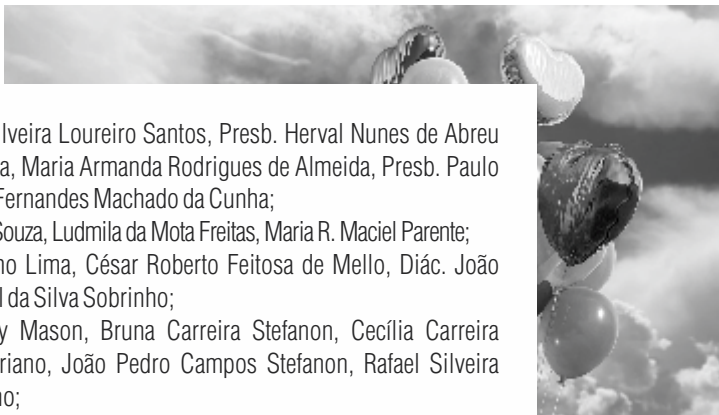 lveira Loureiro Santos, Presb. Herval Nunes de Abreu
a, Maria Armanda Rodrigues de Almeida, Presb. Paulo
Fernandes Machado da Cunha;
Souza, Ludmila da Mota Freitas, Maria R. Maciel Parente;
no Lima, César Roberto Feitosa de Mello, Diác. João
l da Silva Sobrinho;
y Mason, Bruna Carreira Stefanon, Cecília Carreira
riano, João Pedro Campos Stefanon, Rafael Silveira
no;